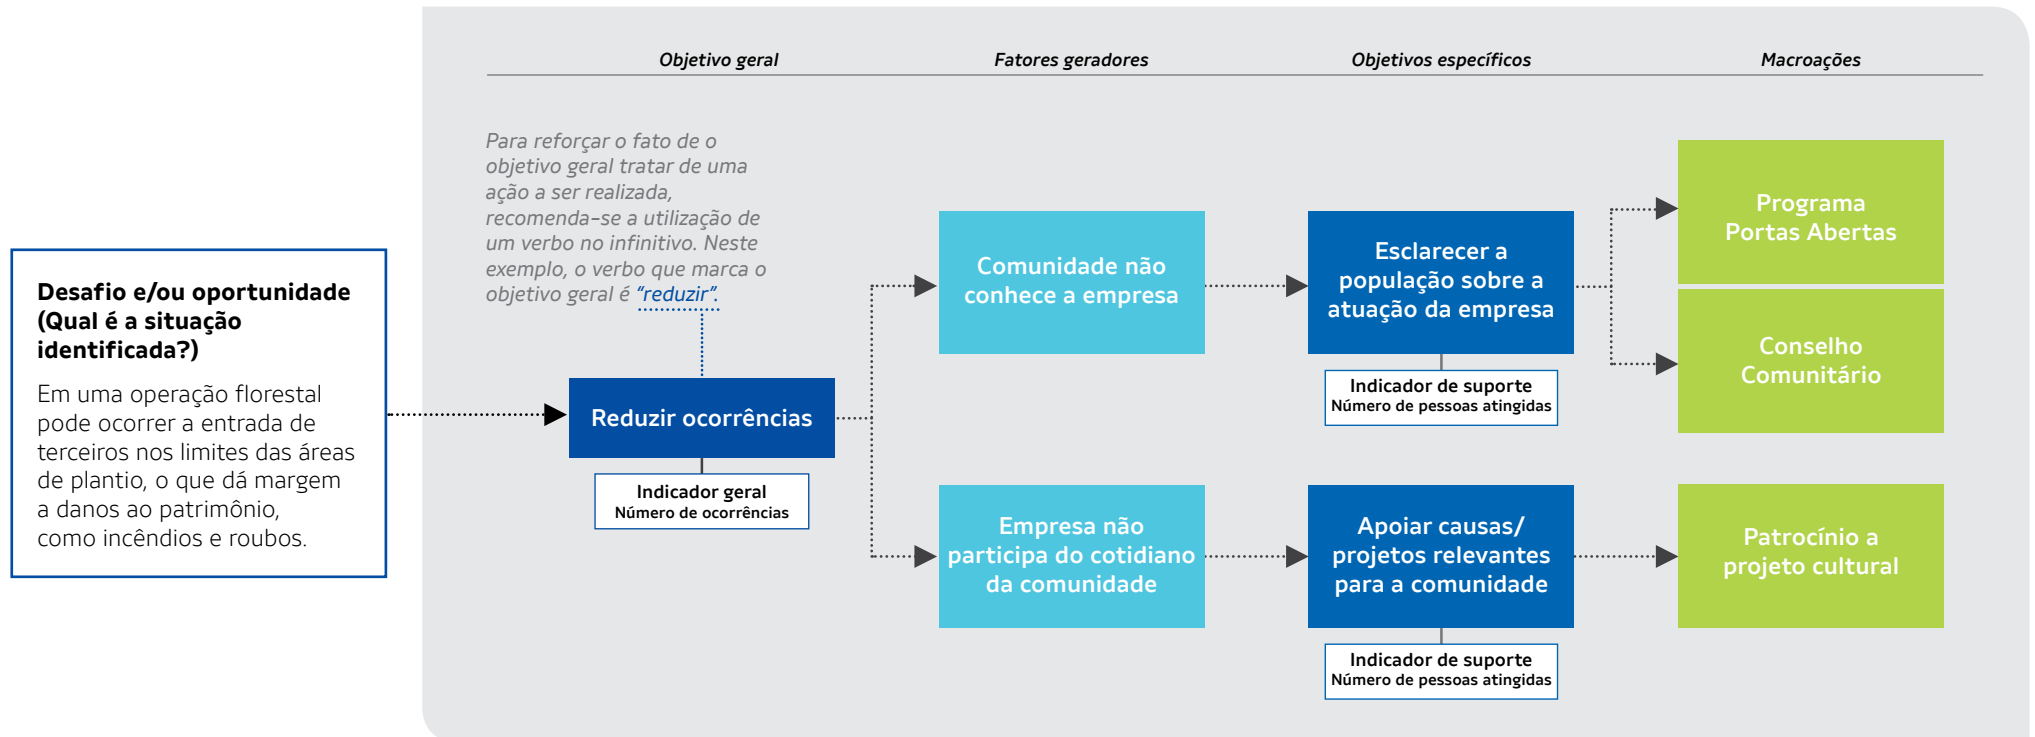 Objetivo geral
Fatores geradores
Objetivos específicos
Macroações
Para reforçar o fato de o
objetivo geral tratar de uma
ação a ser realizada,
recomenda-se a utilização de
um verbo no infinitivo. Neste
exemplo, o verbo que marca o
objetivo geral é “reduzir”.
Desafio e/ou oportunidade
(Qual é a situação
identificada?)
Em uma operação florestal
pode ocorrer a entrada de
terceiros nos limites das áreas
de plantio, o que dá margem
a danos ao patrimônio,
como incêndios e roubos.
Reduzir ocorrências
Indicador geral
Número de ocorrências
Comunidade não
conhece a empresa
Esclarecer a
população sobre a
atuação da empresa
Indicador de suporte
Número de pessoas atingidas
Programa
Portas Abertas
Conselho
Comunitário
Empresa não
participa do cotidiano
da comunidade
Apoiar causas/
projetos relevantes
para a comunidade
Indicador de suporte
Número de pessoas atingidas
Patrocínio a
projeto cultural